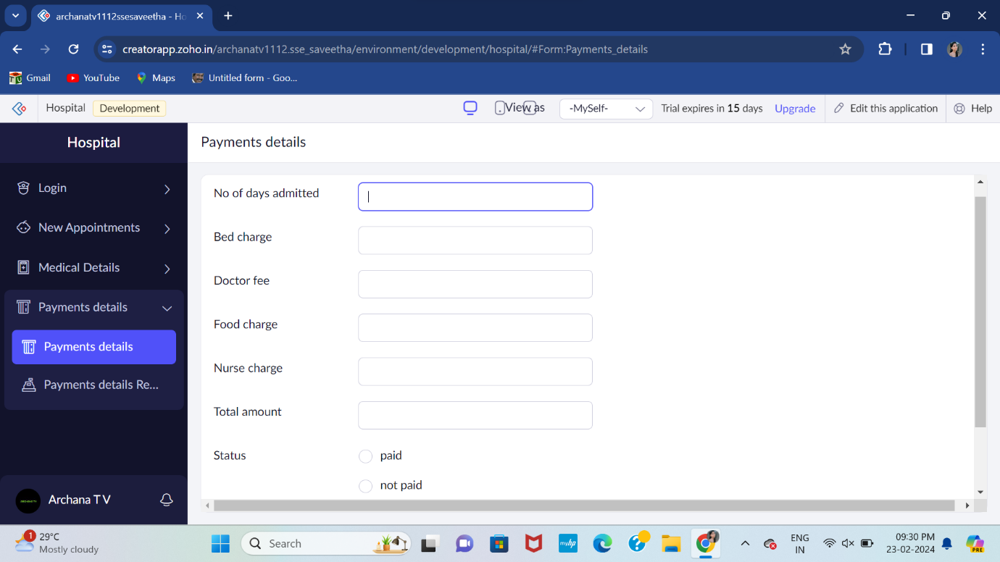 archanatv1112ssesaveetha - Ho
creatorapp.zoho.in/archanatv1112.sse_saveetha/environment/development/hospital/#Form:Payments_details
Gmail YouTube Maps Untitled form - Goo...
Hospital Development View as -MySelf- Trial expires in 15 days Upgrade Edit this application Help
Hospital
Login
New Appointments
Medical Details
Payments details
Payments details
Payments details Re...
Archana T V
Payments details
No of days admitted
Bed charge
Doctor fee
Food charge
Nurse charge
Total amount
Status
paid
not paid
1
29°C
Mostly cloudy
Search
myhp
ENG
IN
09:30 PM
23-02-2024
PRE